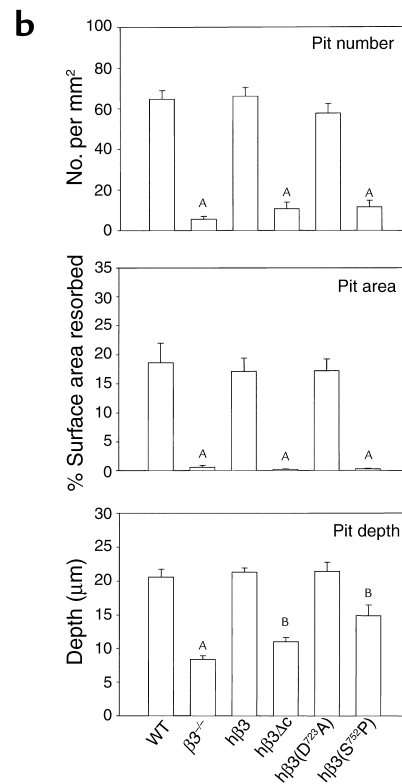 b
Pit number
No. per mm²
100
80
60
40
20
0
A
A
A
Pit area
% Surface area resorbed
35
30
25
20
15
10
5
0
A
A
A
Pit depth
Depth (μm)
30
25
20
15
10
5
0
A
B
B
WT
β3⁻/⁻
hβ3
hβ3Δc
hβ3(D⁷²³A)
hβ3(S⁷⁵²P)